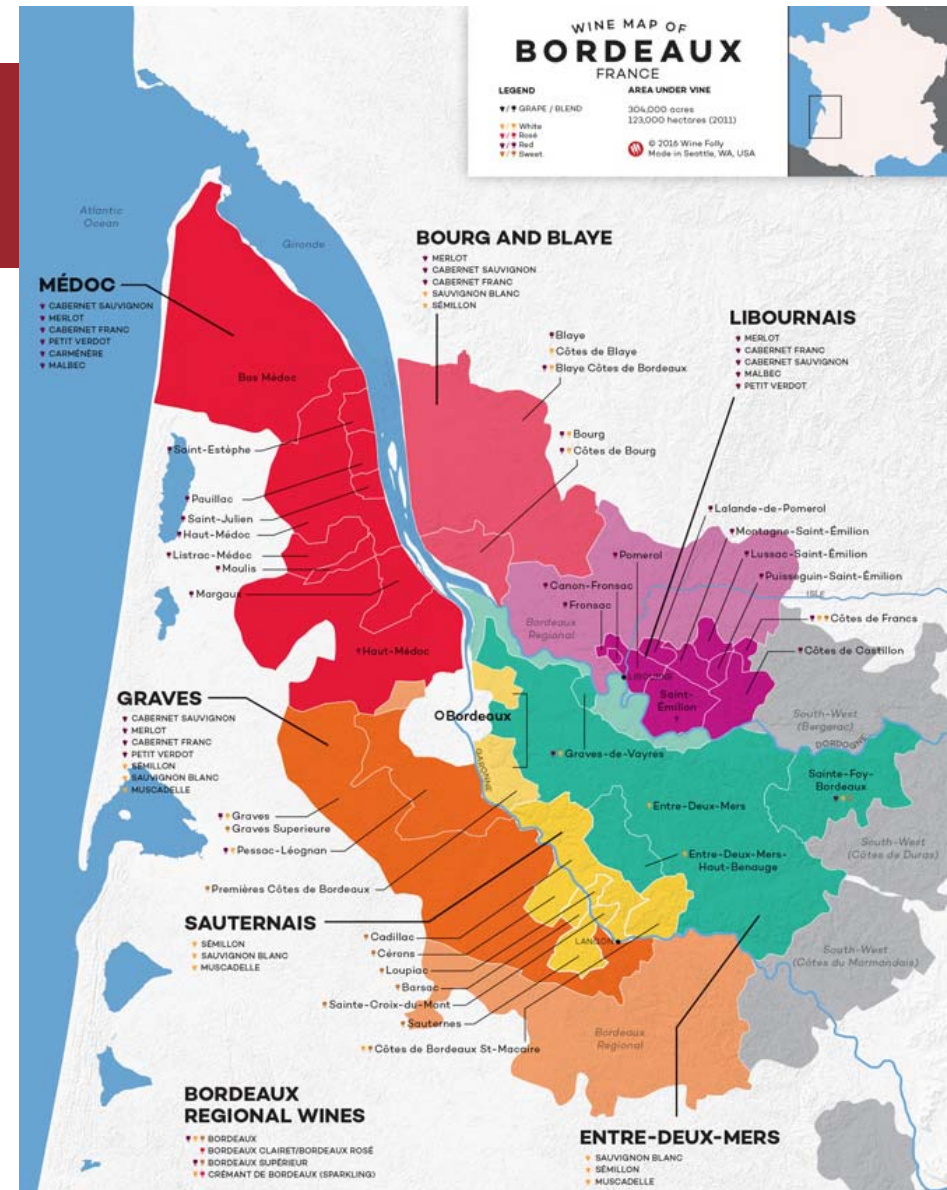 WINE MAP OF
BORDEAUX
FRANCE
LEGEND
GRAPE / BLEND
White
Rosé
Red
Sweet
AREA UNDER VINE
304,000 acres
123,000 hectares (2011)
© 2016 Wine Folly
Made in Seattle, WA, USA
Atlantic
Ocean
Gironde
MÉDOC
CABERNET SAUVIGNON
MERLOT
CABERNET FRANC
PETIT VERDOT
CARMÉNÈRE
MALBEC
Bas Médoc
Saint-Estèphe
Pauillac
Saint-Julien
Haut-Médoc
Listrac-Médoc
Moulis
Margaux
Haut-Médoc
BOURG AND BLAYE
MERLOT
CABERNET SAUVIGNON
CABERNET FRANC
SAUVIGNON BLANC
SÉMILLON
Blaye
Côtes de Blaye
Blaye Côtes de Bordeaux
Bourg
Côtes de Bourg
LIBOURNAIS
MERLOT
CABERNET FRANC
CABERNET SAUVIGNON
MALBEC
PETIT VERDOT
Lalande-de-Pomerol
Montagne-Saint-Émilion
Lussac-Saint-Émilion
Puisseguin-Saint-Émilion
Pomerol
Canon-Fronsac
Fronsac
ISLE
Côtes de Francs
Côtes de Castillon
Bordeaux
Regional
LIBOURNE
Saint-
Émilion
South-West
(Bergerac)
DORDOGNE
GRAVES
CABERNET SAUVIGNON
MERLOT
CABERNET FRANC
PETIT VERDOT
SÉMILLON
SAUVIGNON BLANC
MUSCADELLE
Graves
Graves Superieure
Pessac-Léognan
Premières Côtes de Bordeaux
Bordeaux
GARONNE
Graves-de-Vayres
Entre-Deux-Mers
Sainte-Foy-
Bordeaux
Entre-Deux-Mers-
Haut-Benauge
South-West
(Côtes de Duras)
South-West
(Côtes du Marmandais)
SAUTERNAIS
SÉMILLON
SAUVIGNON BLANC
MUSCADELLE
Cadillac
Cérons
Loupiac
Barsac
Sainte-Croix-du-Mont
Sauternes
Côtes de Bordeaux St-Macaire
LANGON
Bordeaux
Regional
BORDEAUX
REGIONAL WINES
BORDEAUX
BORDEAUX CLAIRET/BORDEAUX ROSÉ
BORDEAUX SUPÉRIEUR
CRÉMANT DE BORDEAUX (SPARKLING)
ENTRE-DEUX-MERS
SAUVIGNON BLANC
SÉMILLON
MUSCADELLE